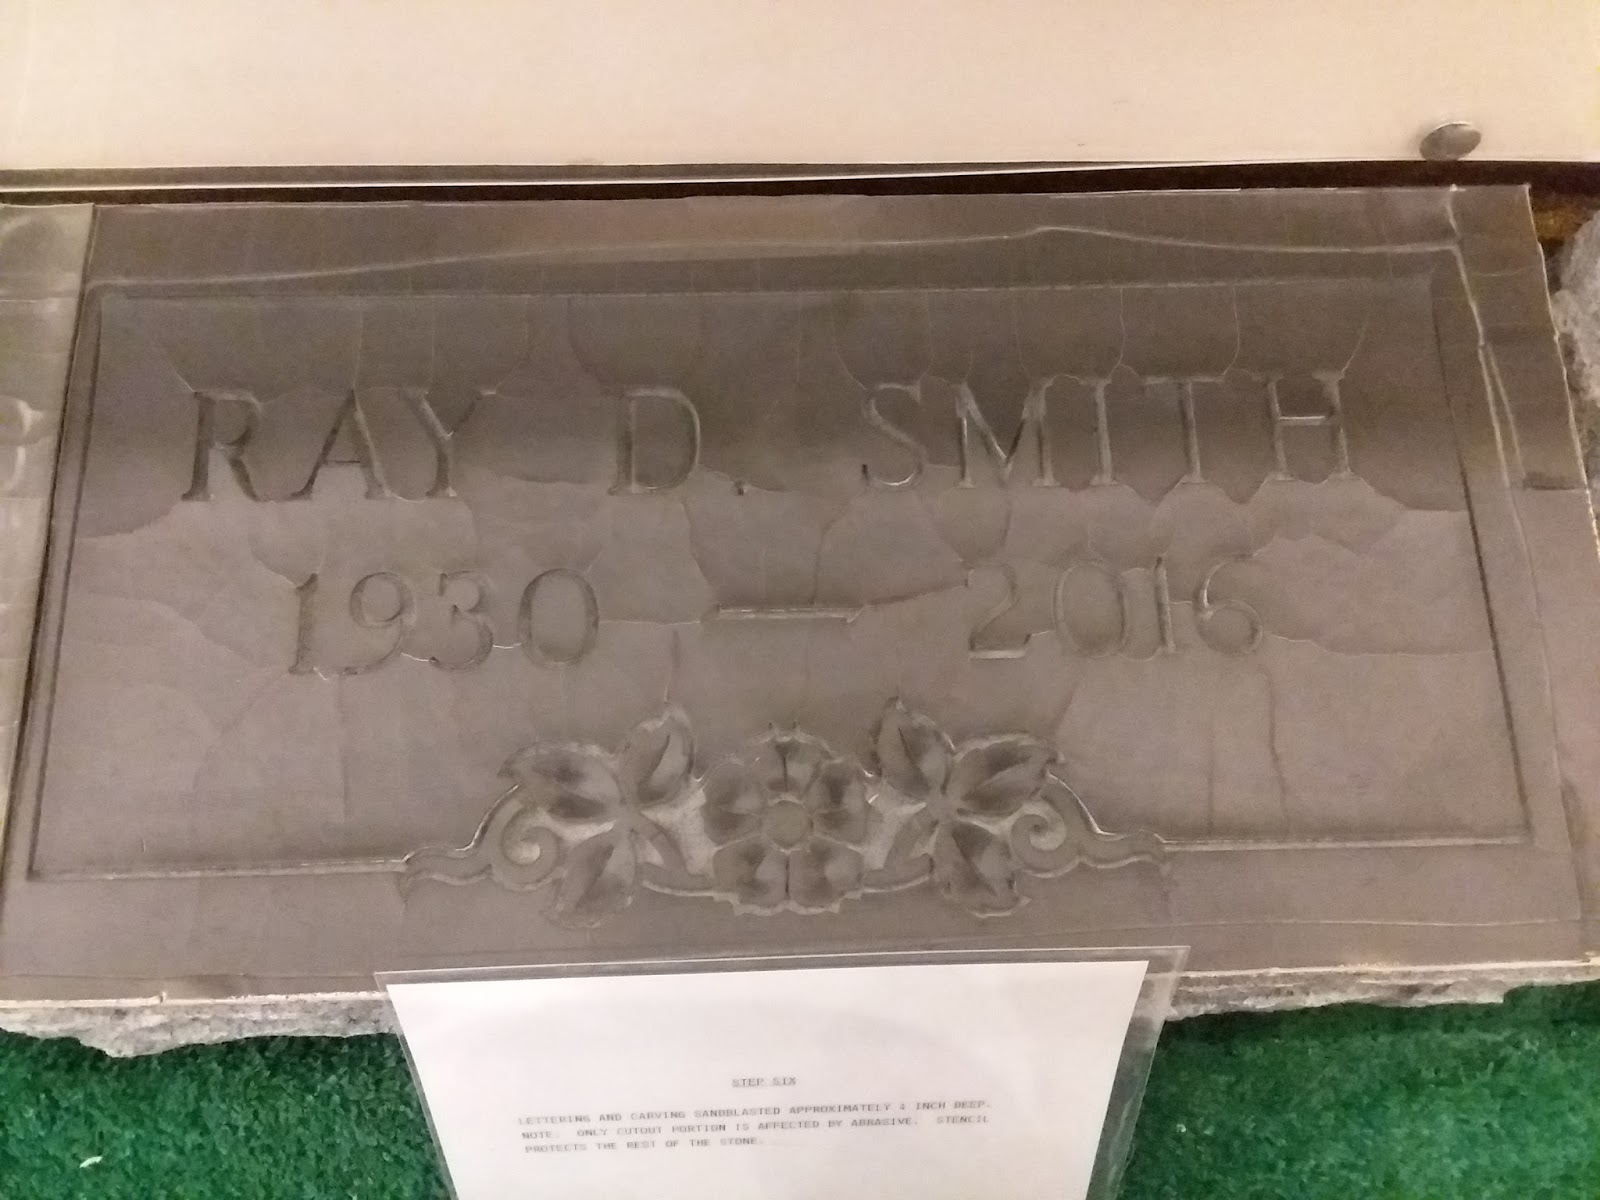 RAY D. SMITH
1930 — 2016
STEP SIX
LETTERING AND CARVING SANDBLASTED APPROXIMATELY ¼ INCH DEEP.
NOTE: ONLY CUTOUT PORTION IS AFFECTED BY ABRASIVE. STENCIL
PROTECTS THE REST OF THE STONE.